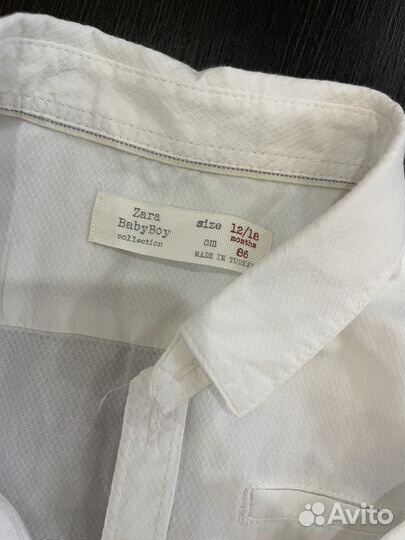 Zara
BabyBoy
collection
size 12/18
months
cm 86
MADE IN TURKEY
Avito